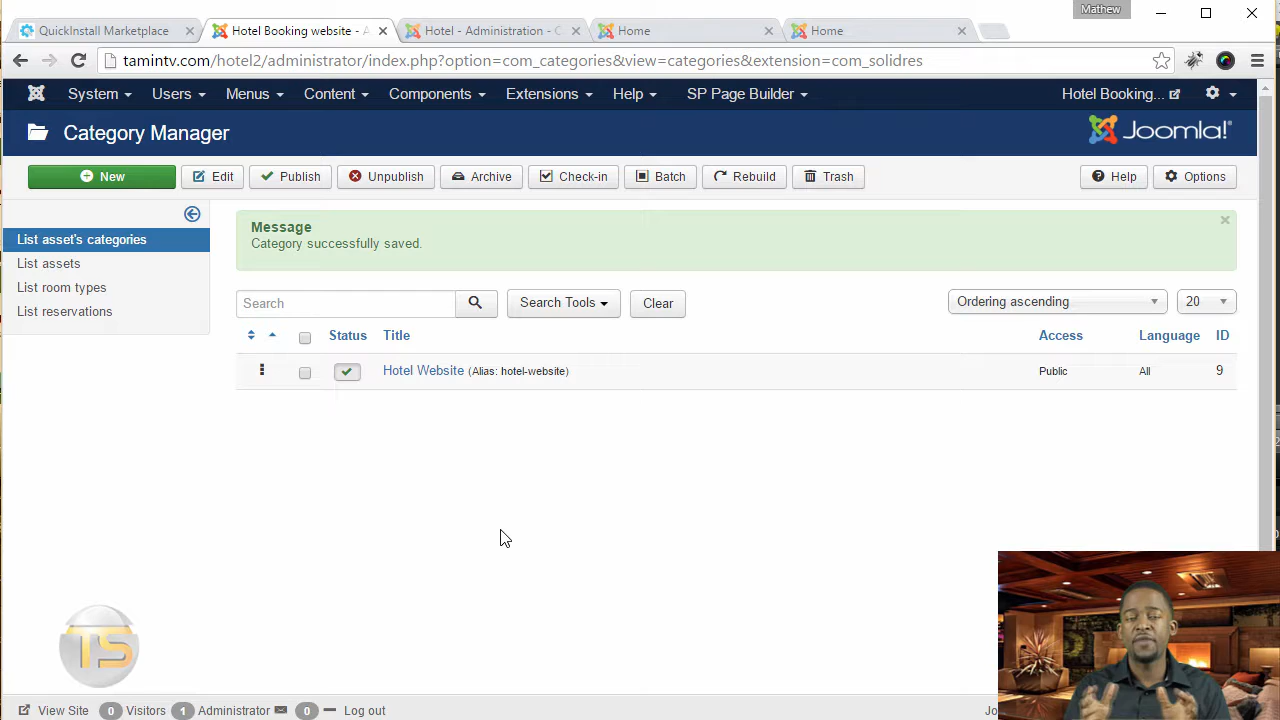 Mathew
QuickInstall Marketplace
Hotel Booking website - A
Hotel - Administration - C
Home
Home
tamintv.com/hotel2/administrator/index.php?option=com_categories&view=categories&extension=com_solidres
System Users Menus Content Components Extensions Help SP Page Builder Hotel Booking...
Category Manager
Joomla!
New Edit Publish Unpublish Archive Check-in Batch Rebuild Trash Help Options
List asset's categories
List assets
List room types
List reservations
Message
Category successfully saved.
Search Search Tools Clear Ordering ascending 20
Status Title Access Language ID
Hotel Website (Alias: hotel-website) Public All 9
TS
View Site 0 Visitors 1 Administrator 0 Log out Jo